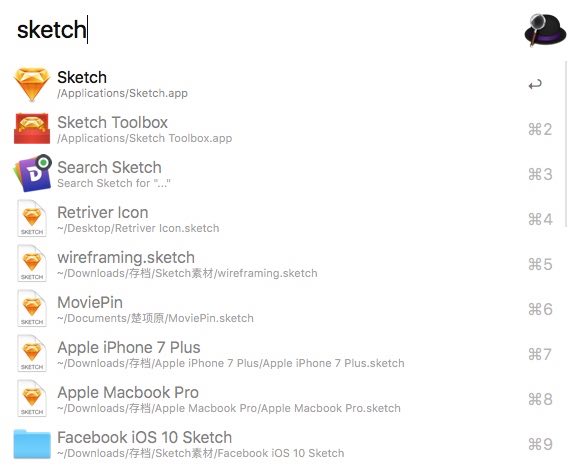 sketch
Sketch
/Applications/Sketch.app
↩
Sketch Toolbox
/Applications/Sketch Toolbox.app
⌘2
Search Sketch
Search Sketch for "..."
⌘3
Retriver Icon
~/Desktop/Retriver Icon.sketch
⌘4
SKETCH
wireframing.sketch
~/Downloads/存档/Sketch素材/wireframing.sketch
⌘5
SKETCH
MoviePin
~/Documents/楚项原/MoviePin.sketch
⌘6
SKETCH
Apple iPhone 7 Plus
~/Downloads/存档/Apple iPhone 7 Plus/Apple iPhone 7 Plus.sketch
⌘7
SKETCH
Apple Macbook Pro
~/Downloads/存档/Apple Macbook Pro/Apple Macbook Pro.sketch
⌘8
SKETCH
Facebook iOS 10 Sketch
~/Downloads/存档/Sketch素材/Facebook iOS 10 Sketch
⌘9